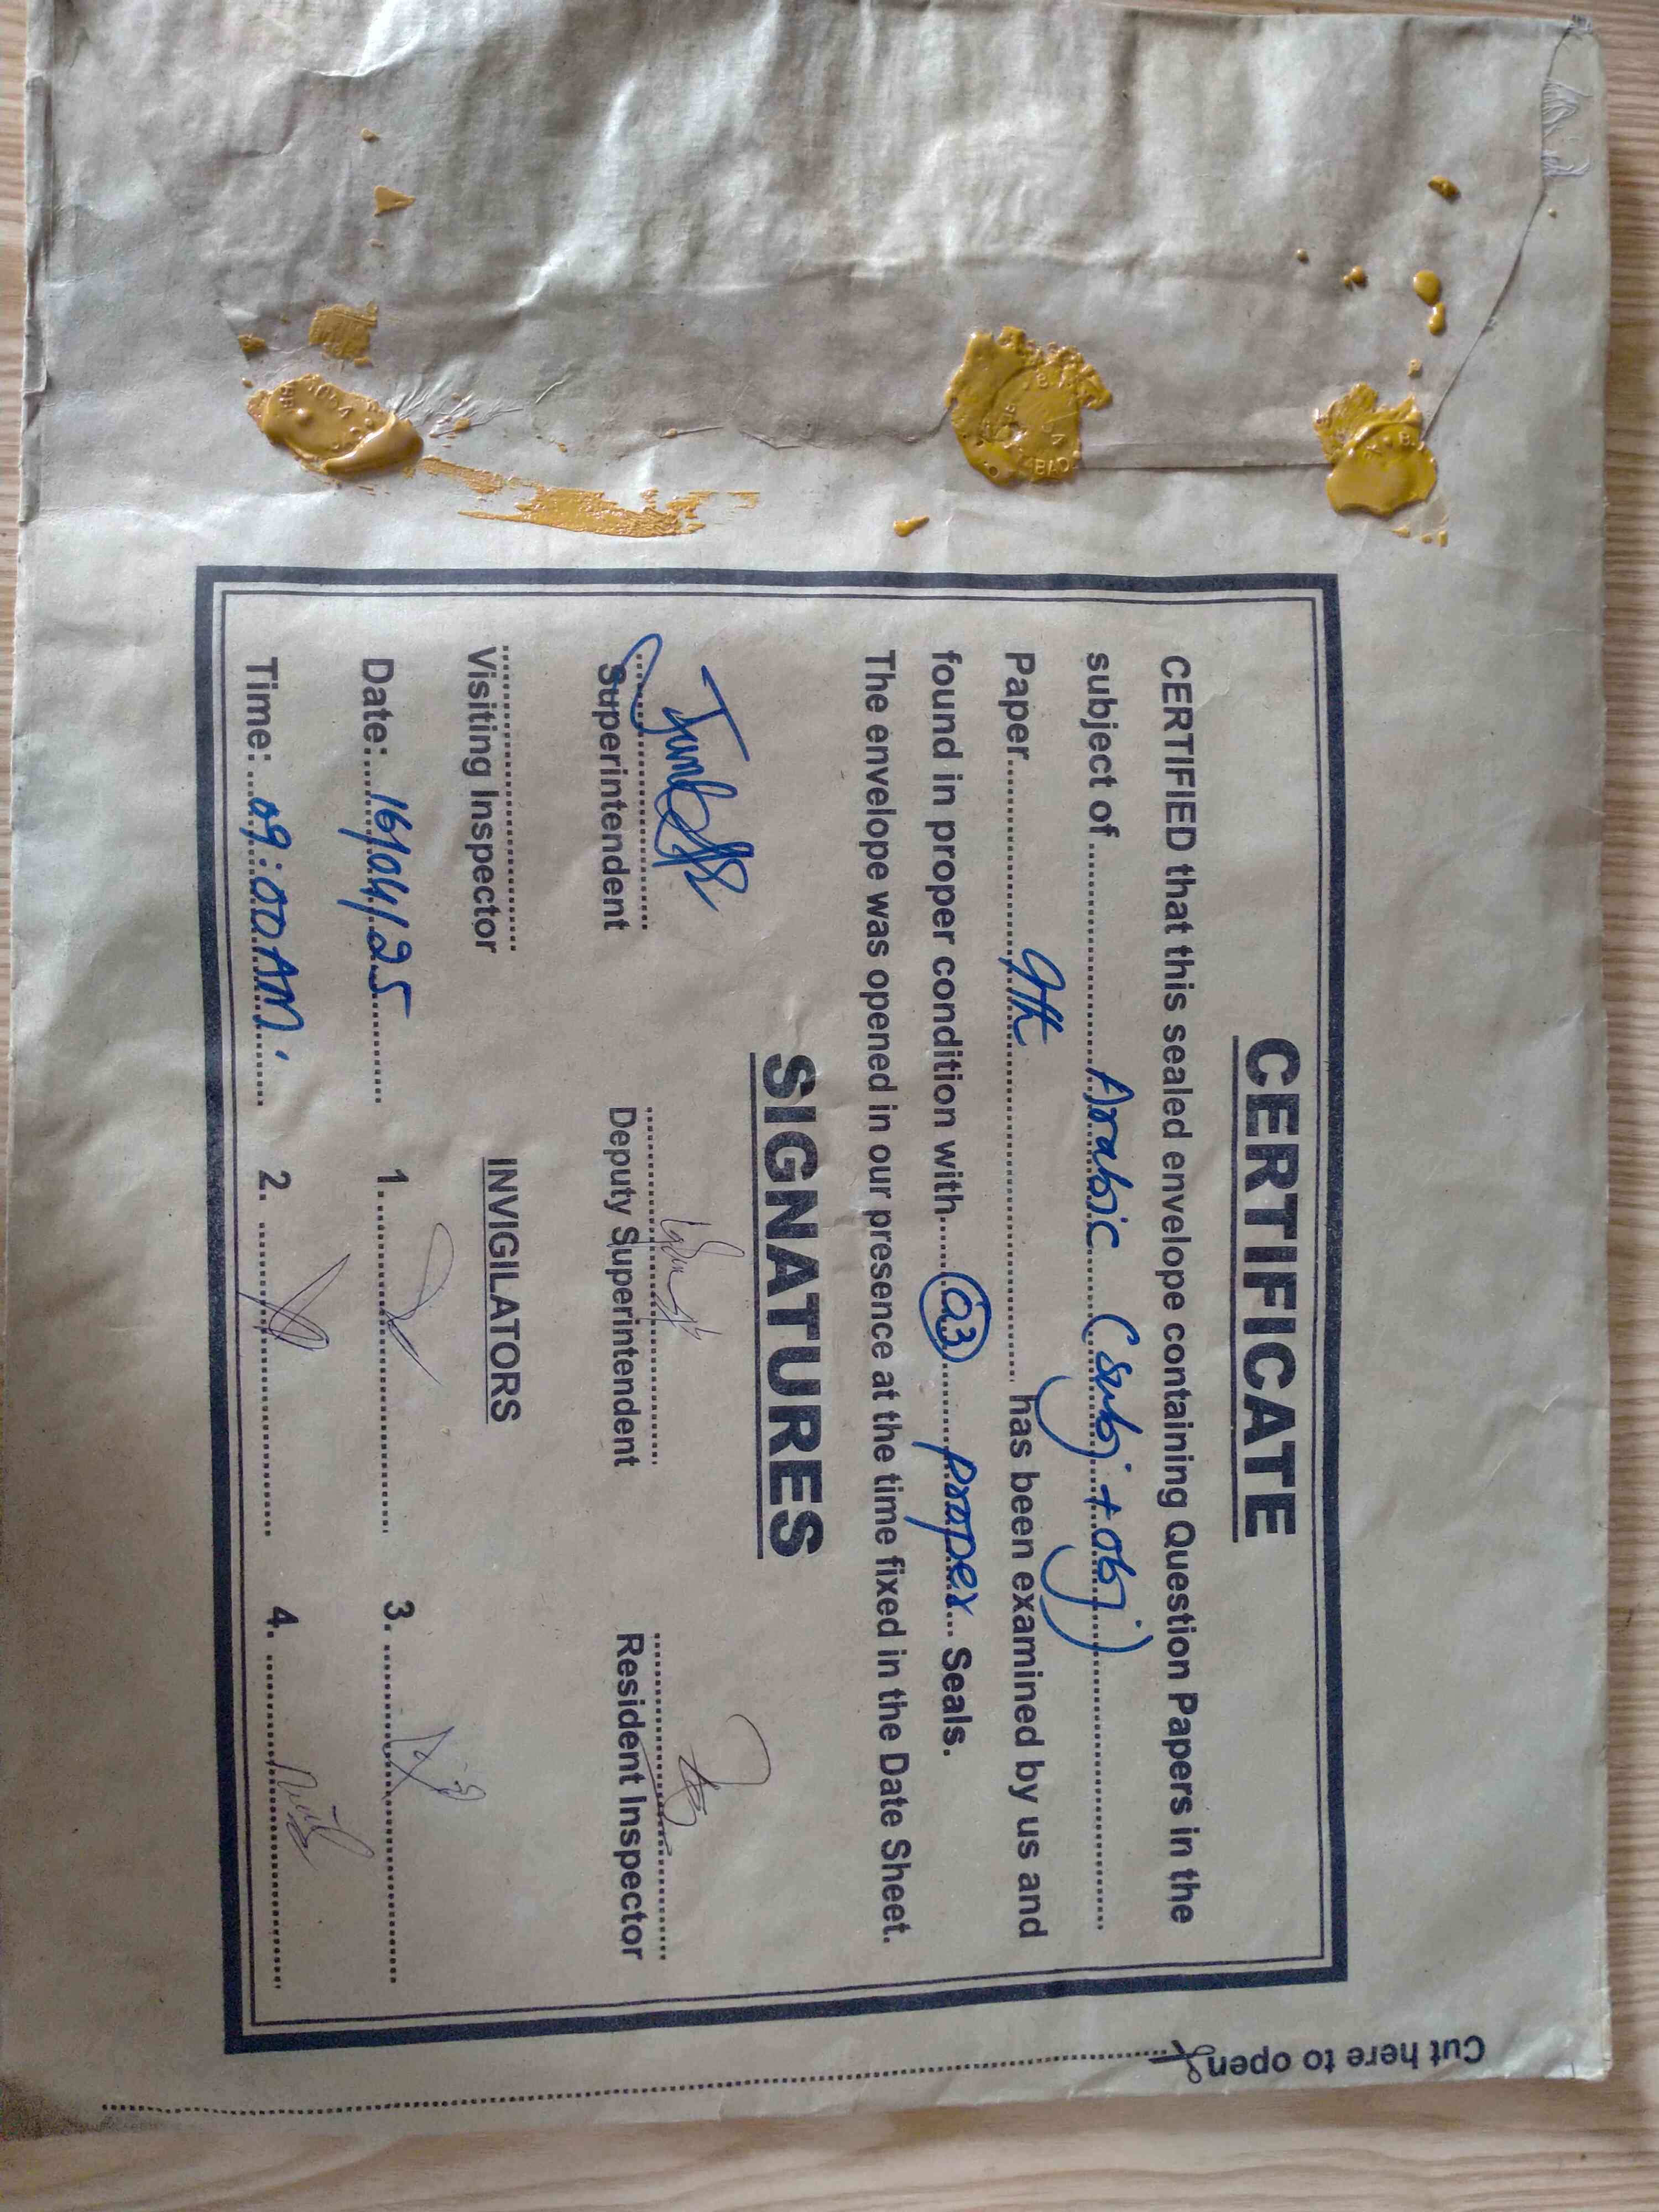 CERTIFICATE
CERTIFIED that this sealed envelope containing Question Papers in the
subject of ........ Arabic (subj + obj) ........
Paper........ 9th ........ has been examined by us and
found in proper condition with...... 03 ...... proper ... Seals.
The envelope was opened in our presence at the time fixed in the Date Sheet.
SIGNATURES
Superintendent
Deputy Superintendent
Resident Inspector
Visiting Inspector
INVIGILATORS
Date: 16/04/25
1.
3.
Time: 09:00 AM.
2.
4.
Cut here to open